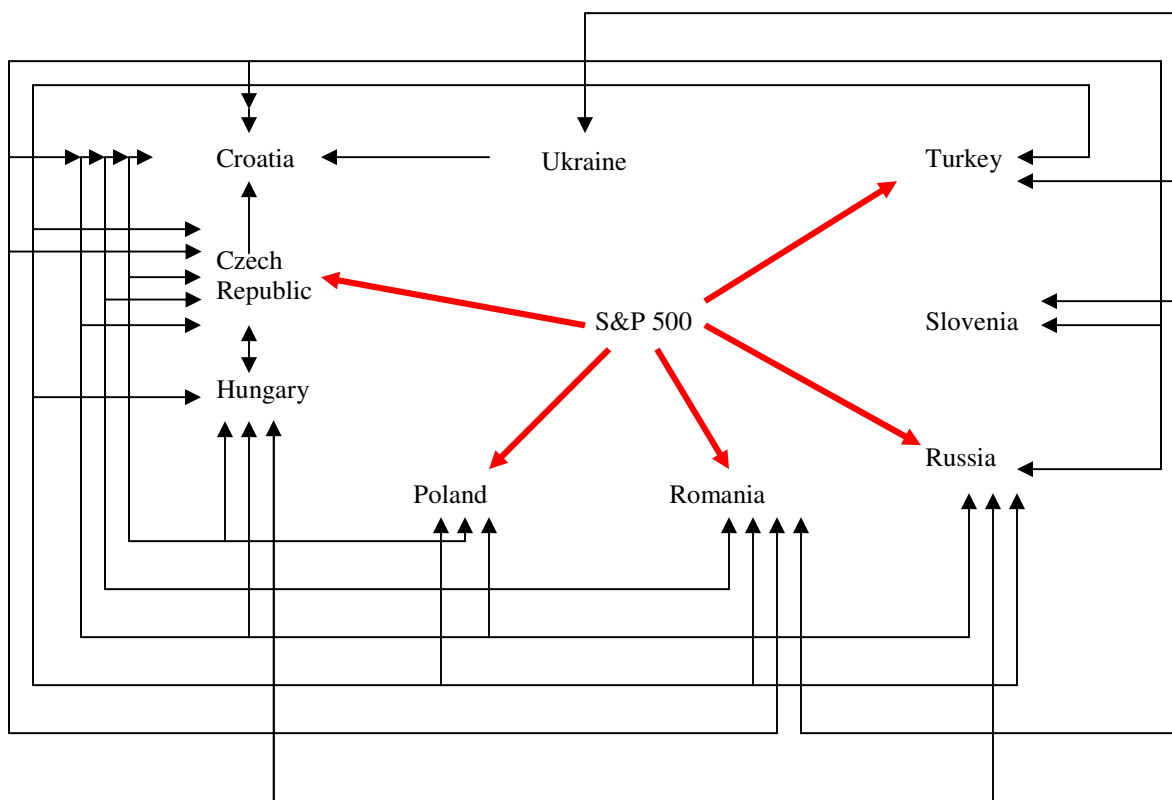 Croatia
Ukraine
Turkey
Czech
Republic
S&P 500
Slovenia
Hungary
Russia
Poland
Romania